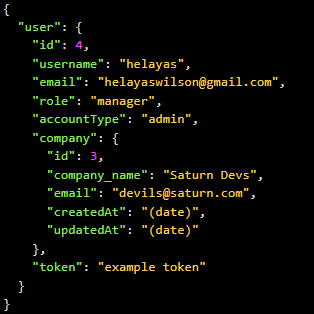 {
  "user": {
    "id": 4,
    "username": "helayas",
    "email": "helayaswilson@gmail.com",
    "role": "manager",
    "accountType": "admin",
    "company": {
      "id": 3,
      "company_name": "Saturn Devs",
      "email": "devils@saturn.com",
      "createdAt": "(date)",
      "updatedAt": "(date)"
    },
    "token": "example token"
  }
}